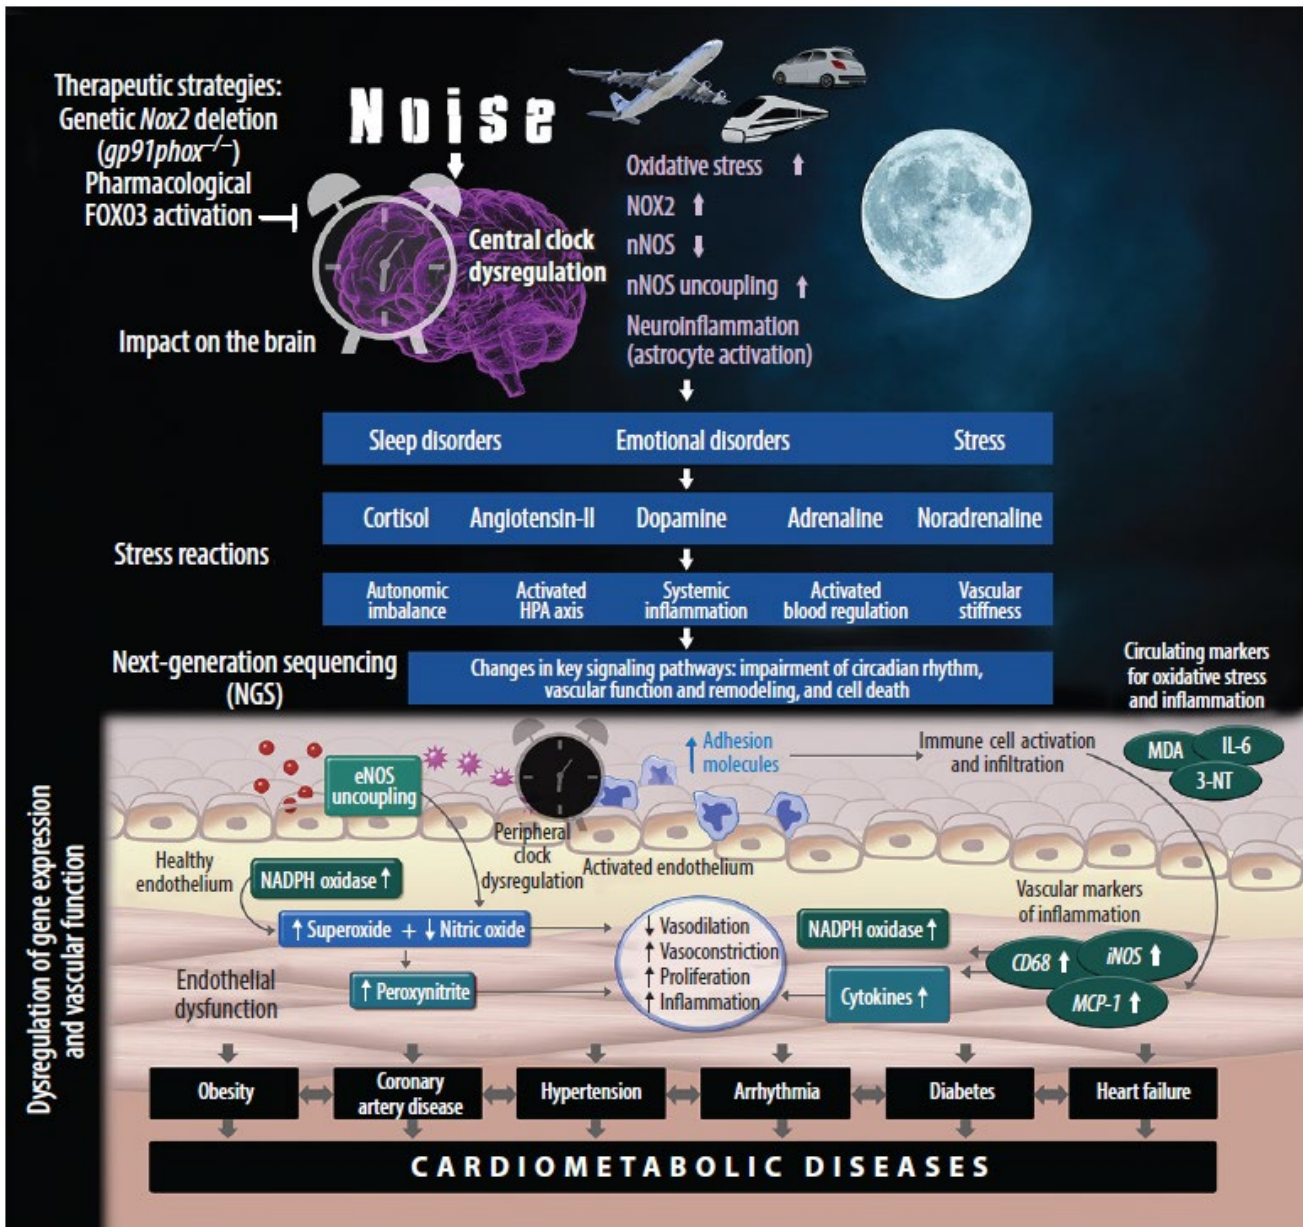 Therapeutic strategies:
Genetic Nox2 deletion
(gp91phox⁻/⁻)
Pharmacological
FOXO3 activation
Noise
Central clock
dysregulation
Impact on the brain
Oxidative stress ↑
NOX2 ↑
nNOS ↓
nNOS uncoupling ↑
Neuroinflammation
(astrocyte activation)
Sleep disorders Emotional disorders Stress
Stress reactions
Cortisol Angiotensin-II Dopamine Adrenaline Noradrenaline
Autonomic
imbalance
Activated
HPA axis
Systemic
inflammation
Activated
blood regulation
Vascular
stiffness
Next-generation sequencing
(NGS)
Changes in key signaling pathways: impairment of circadian rhythm,
vascular function and remodeling, and cell death
Circulating markers
for oxidative stress
and inflammation
MDA
IL-6
3-NT
Dysregulation of gene expression
and vascular function
eNOS
uncoupling
↑ Adhesion
molecules
Immune cell activation
and infiltration
Peripheral
clock
dysregulation
Activated endothelium
Healthy
endothelium
NADPH oxidase ↑
↑ Superoxide + ↓ Nitric oxide
↑ Peroxynitrite
Endothelial
dysfunction
↓ Vasodilation
↑ Vasoconstriction
↑ Proliferation
↑ Inflammation
NADPH oxidase ↑
Cytokines ↑
Vascular markers
of inflammation
CD68 ↑
iNOS ↑
MCP-1 ↑
Obesity
Coronary
artery disease
Hypertension
Arrhythmia
Diabetes
Heart failure
CARDIOMETABOLIC DISEASES